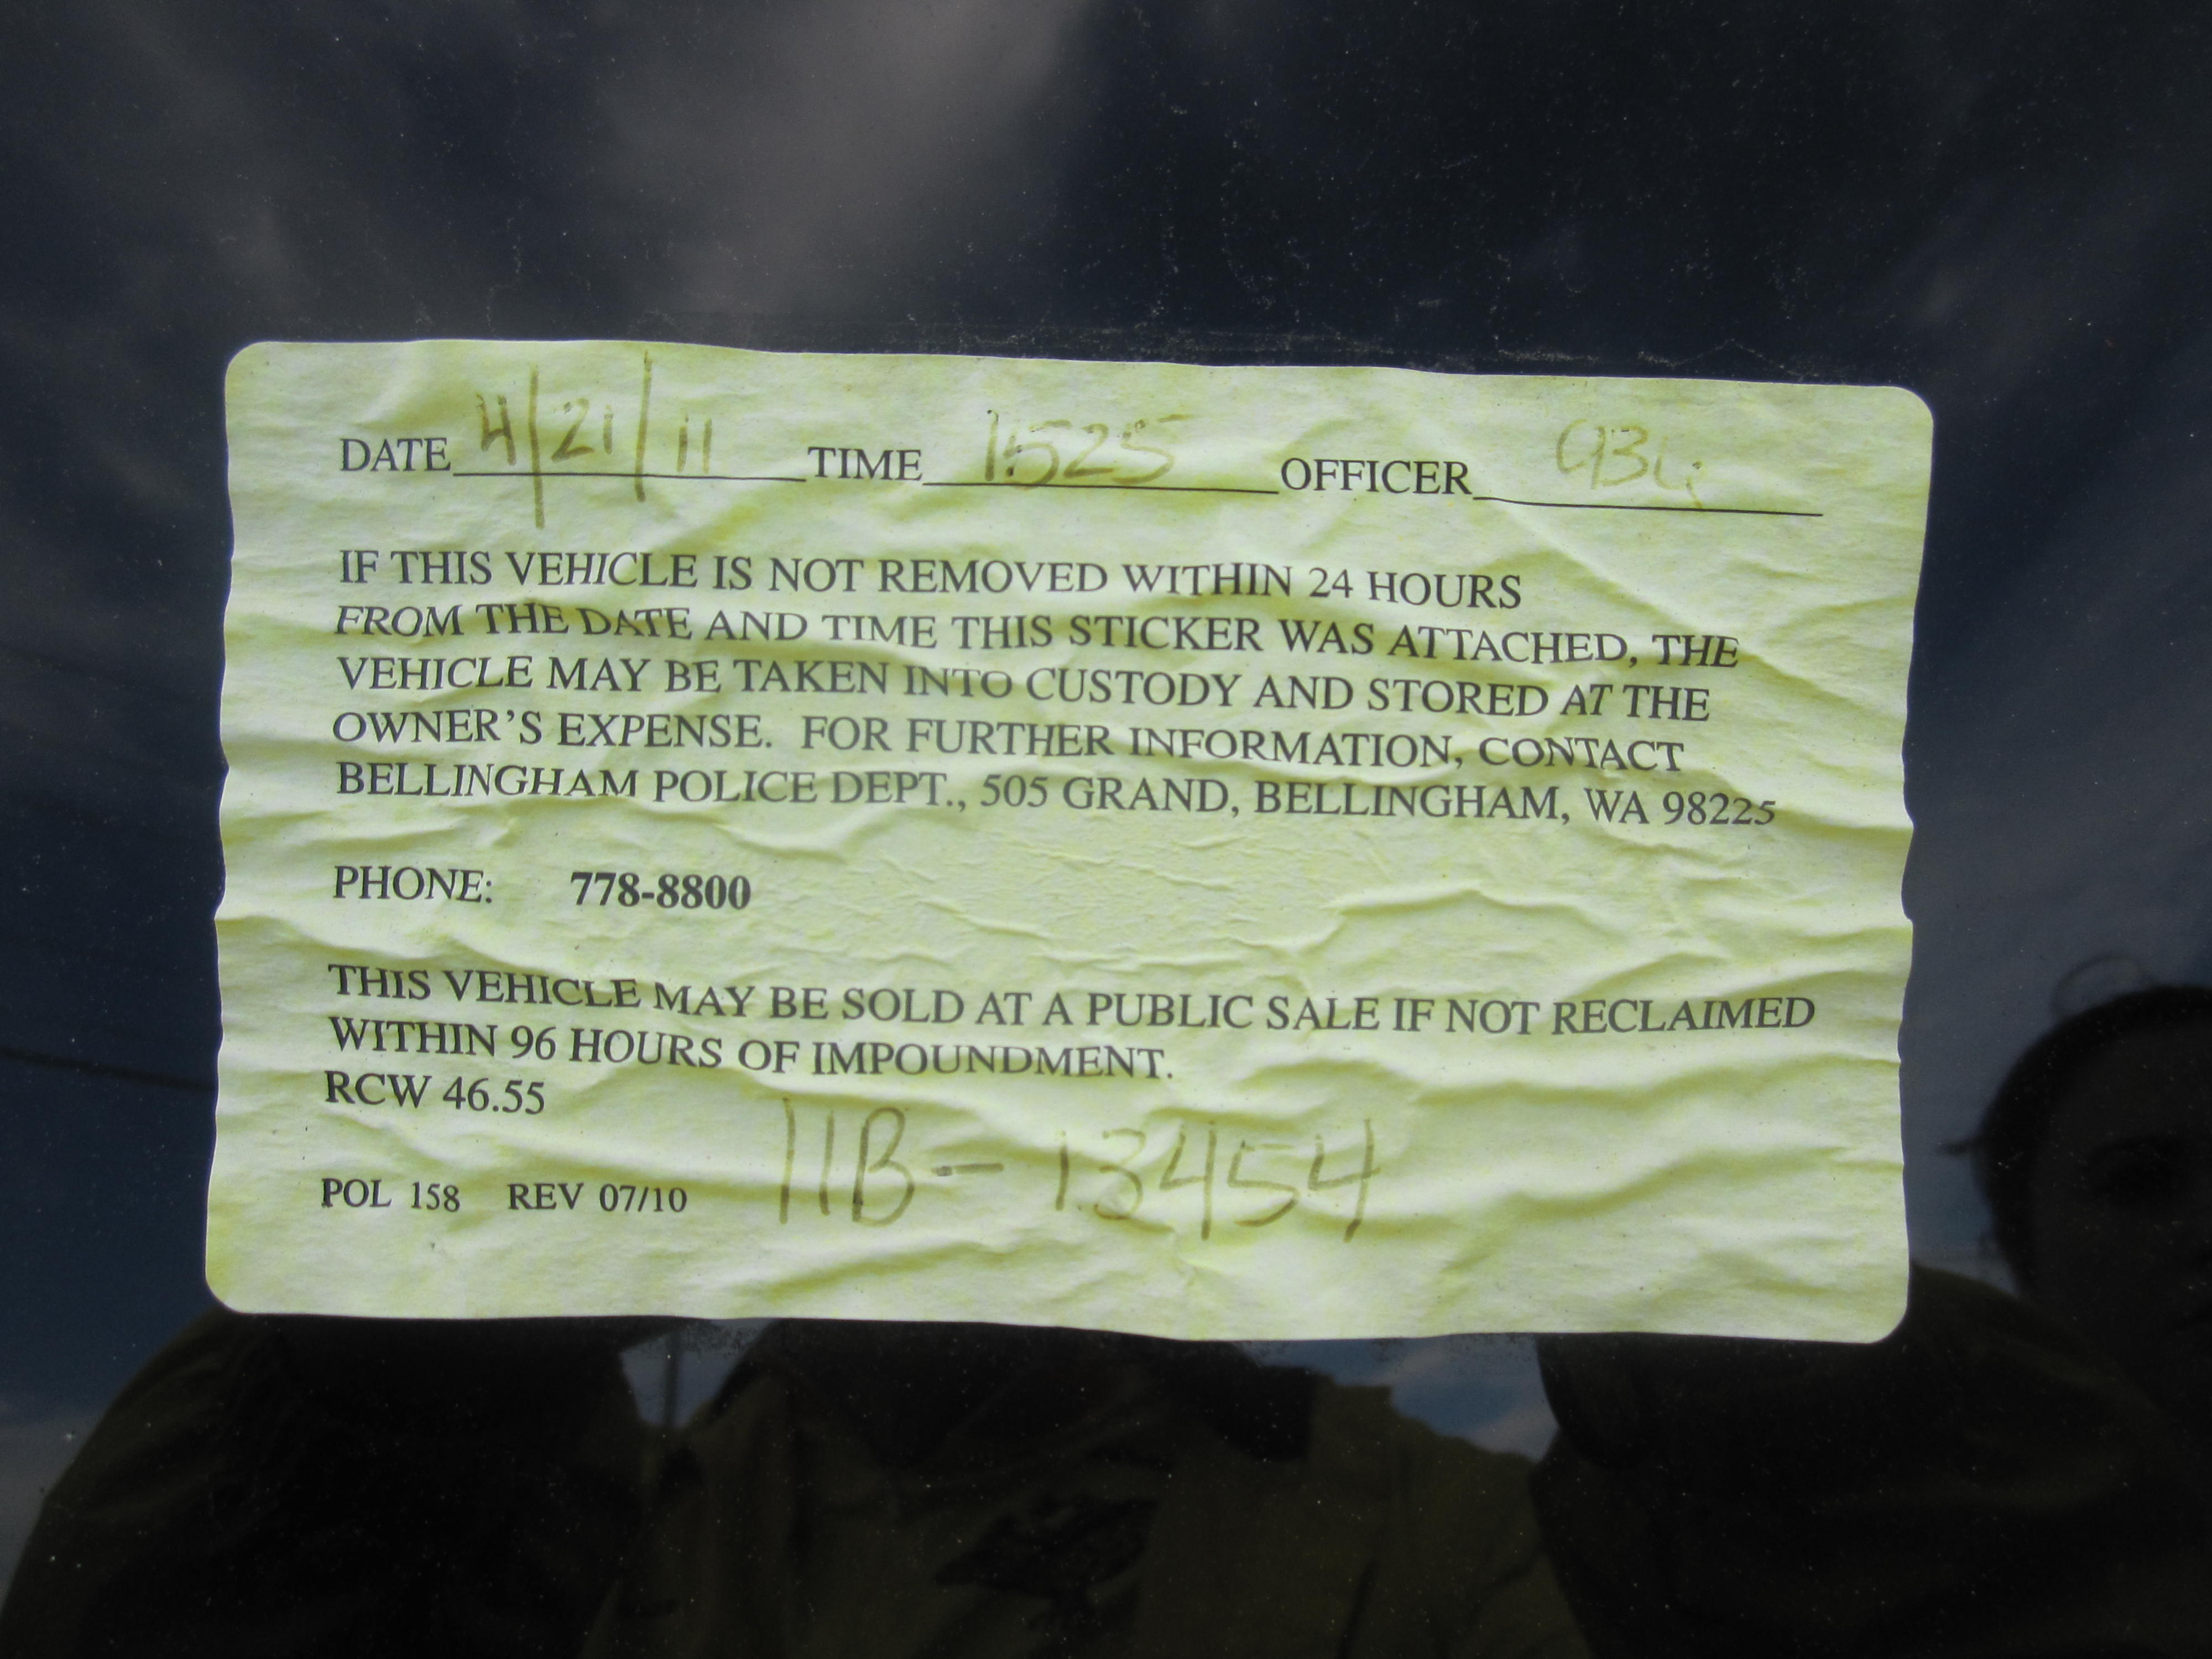 DATE 4/21/11 TIME 1525 OFFICER
IF THIS VEHICLE IS NOT REMOVED WITHIN 24 HOURS
FROM THE DATE AND TIME THIS STICKER WAS ATTACHED, THE
VEHICLE MAY BE TAKEN INTO CUSTODY AND STORED AT THE
OWNER'S EXPENSE. FOR FURTHER INFORMATION, CONTACT
BELLINGHAM POLICE DEPT., 505 GRAND, BELLINGHAM, WA 98225
PHONE: 778-8800
THIS VEHICLE MAY BE SOLD AT A PUBLIC SALE IF NOT RECLAIMED
WITHIN 96 HOURS OF IMPOUNDMENT.
RCW 46.55
POL 158 REV 07/10 11B-13454